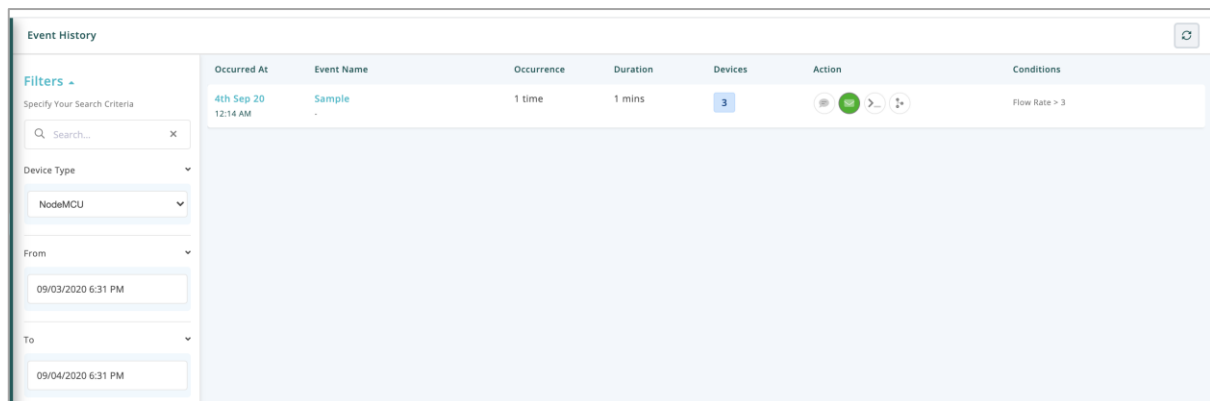 Event History
Filters
Specify Your Search Criteria
Search...
Device Type
NodeMCU
From
09/03/2020 6:31 PM
To
09/04/2020 6:31 PM
Occurred At Event Name Occurrence Duration Devices Action Conditions
4th Sep 20 Sample 1 time 1 mins 3 Flow Rate > 3
12:14 AM -